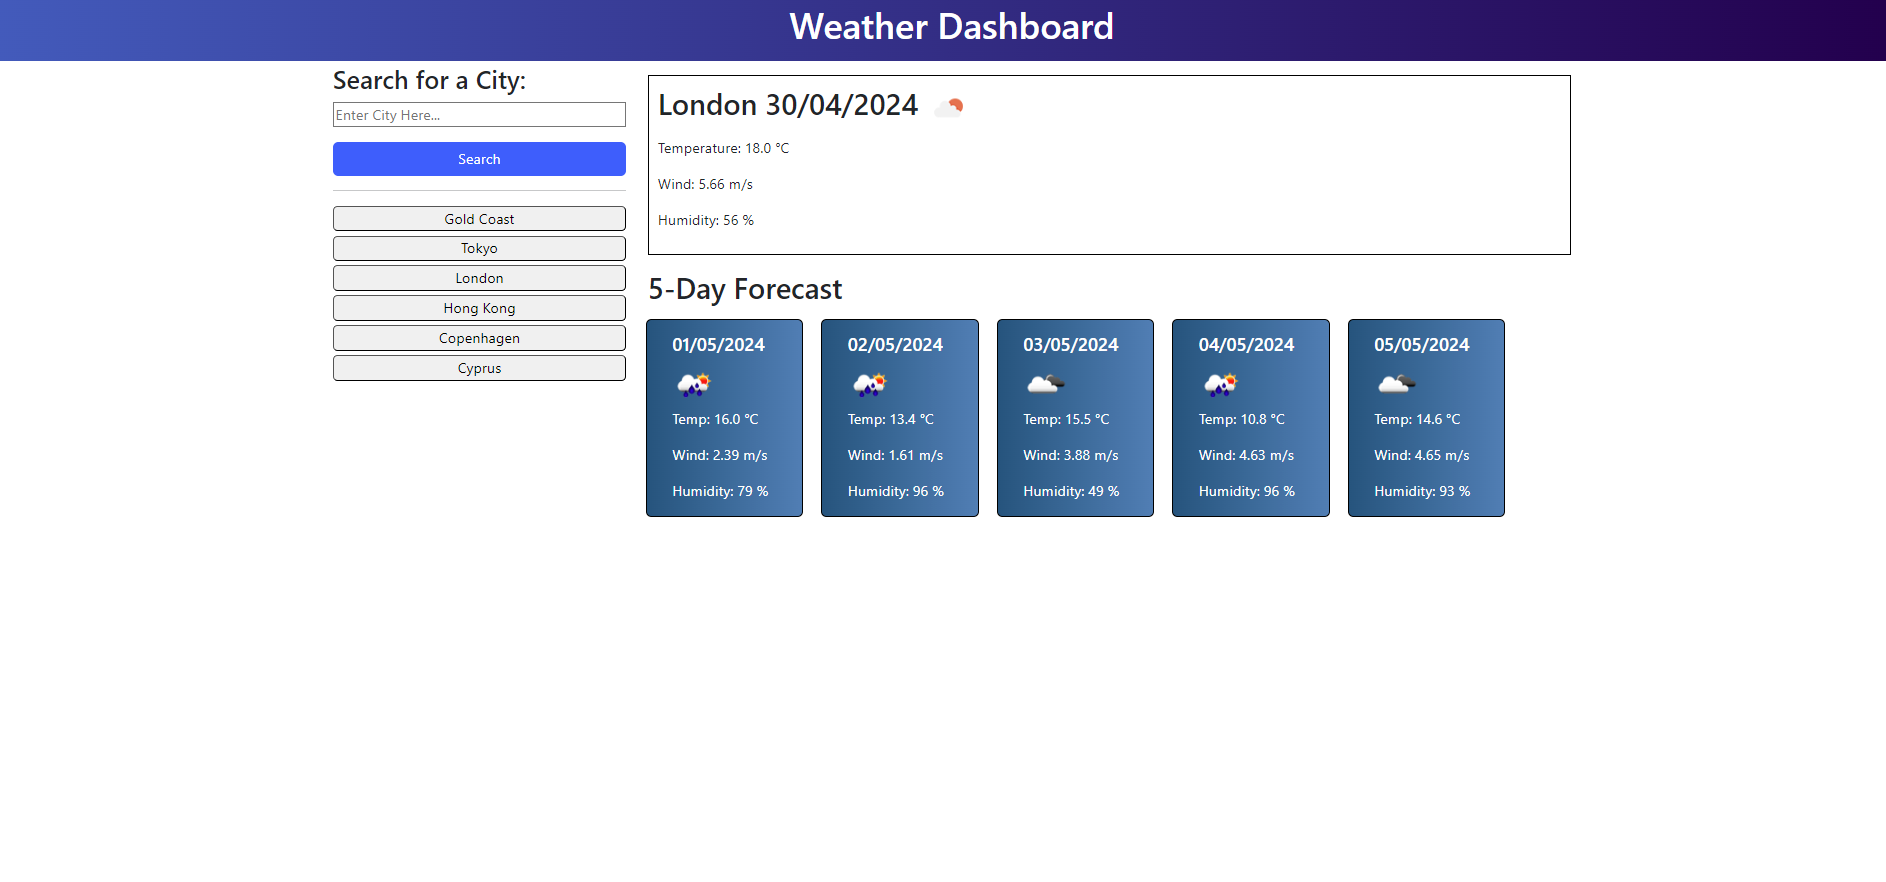 Weather Dashboard
Search for a City:
Enter City Here...
Search
Gold Coast
Tokyo
London
Hong Kong
Copenhagen
Cyprus
London 30/04/2024
Temperature: 18.0 °C
Wind: 5.66 m/s
Humidity: 56 %
5-Day Forecast
01/05/2024
Temp: 16.0 °C
Wind: 2.39 m/s
Humidity: 79 %
02/05/2024
Temp: 13.4 °C
Wind: 1.61 m/s
Humidity: 96 %
03/05/2024
Temp: 15.5 °C
Wind: 3.88 m/s
Humidity: 49 %
04/05/2024
Temp: 10.8 °C
Wind: 4.63 m/s
Humidity: 96 %
05/05/2024
Temp: 14.6 °C
Wind: 4.65 m/s
Humidity: 93 %